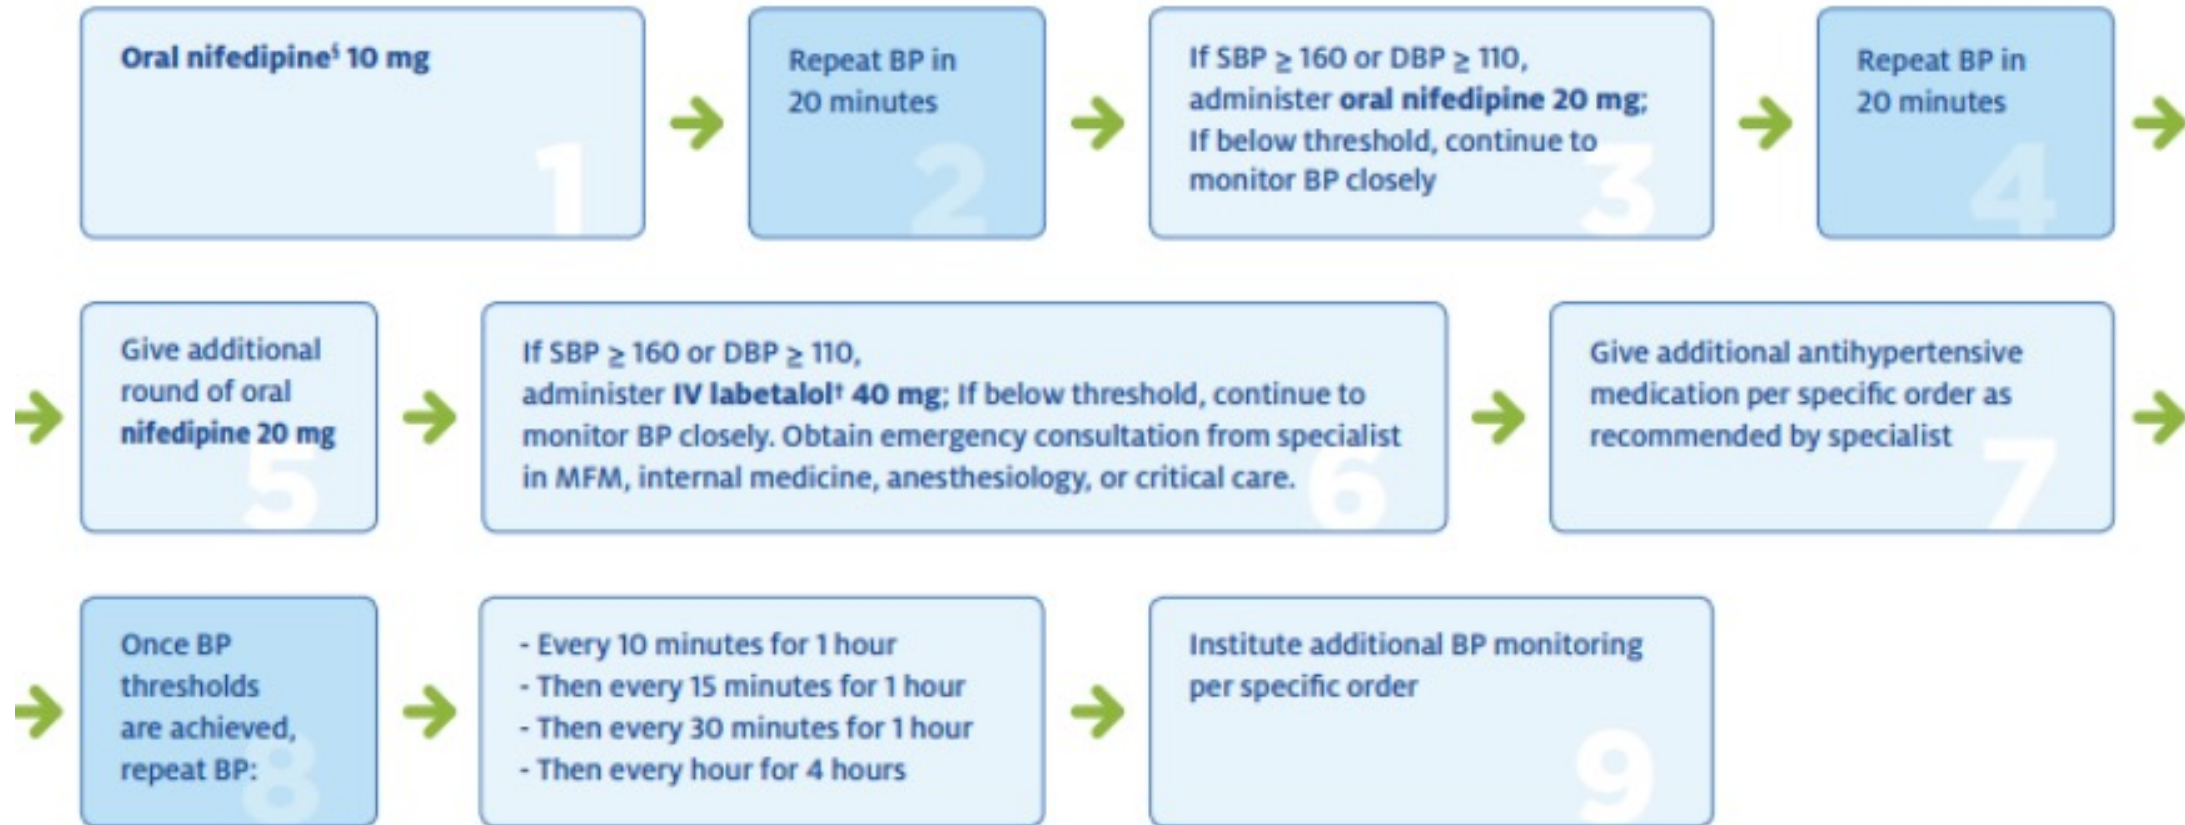 Oral nifedipine§ 10 mg
1
Repeat BP in
20 minutes
2
If SBP ≥ 160 or DBP ≥ 110,
administer oral nifedipine 20 mg;
If below threshold, continue to
monitor BP closely
3
Repeat BP in
20 minutes
4
Give additional
round of oral
nifedipine 20 mg
5
If SBP ≥ 160 or DBP ≥ 110,
administer IV labetalol† 40 mg; If below threshold, continue to
monitor BP closely. Obtain emergency consultation from specialist
in MFM, internal medicine, anesthesiology, or critical care.
6
Give additional antihypertensive
medication per specific order as
recommended by specialist
7
Once BP
thresholds
are achieved,
repeat BP:
8
- Every 10 minutes for 1 hour
- Then every 15 minutes for 1 hour
- Then every 30 minutes for 1 hour
- Then every hour for 4 hours
Institute additional BP monitoring
per specific order
9